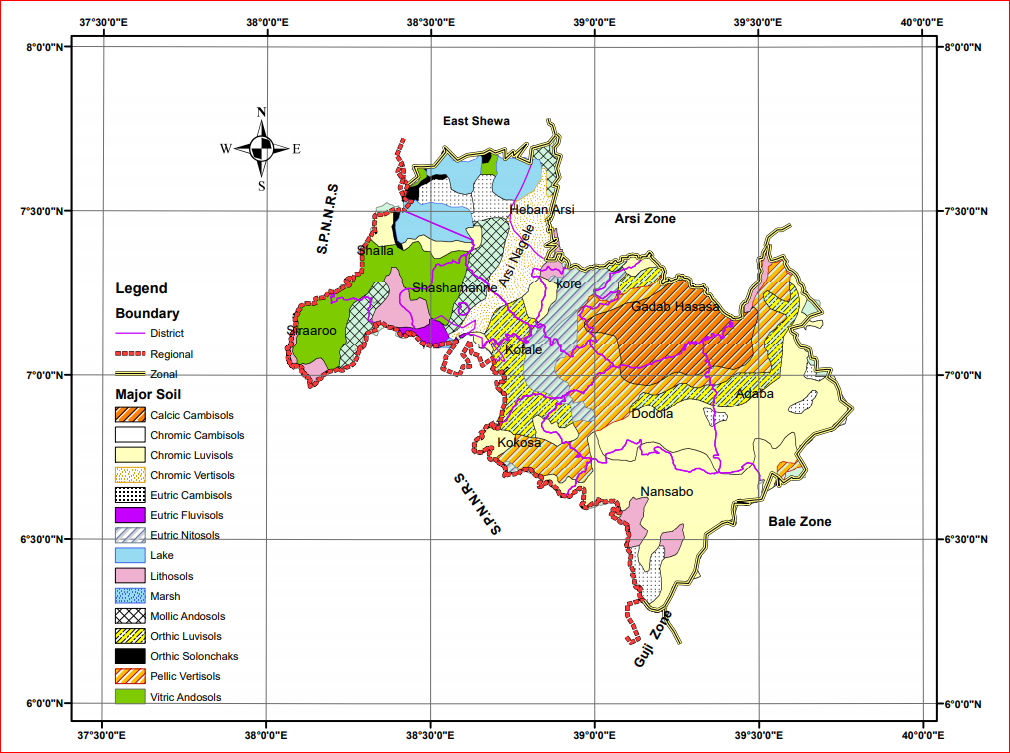 37°30'0"E 38°0'0"E 38°30'0"E 39°0'0"E 39°30'0"E 40°0'0"E
8°0'0"N 8°0'0"N
N
W E
S
East Shewa
S.P.N.N.R.S
7°30'0"N 7°30'0"N
Heban Arsi
Arsi Zone
Shalla
Arsi Nagele
Shashamanne
kore
Gadab Hasasa
Siraaroo
Kofale
7°0'0"N 7°0'0"N
Adaba
Dodola
Kokosa
S.P.N.N.R.S
Nansabo
Bale Zone
6°30'0"N 6°30'0"N
Guji Zone
6°0'0"N 6°0'0"N
Legend
Boundary
District
Regional
Zonal
Major Soil
Calcic Cambisols
Chromic Cambisols
Chromic Luvisols
Chromic Vertisols
Eutric Cambisols
Eutric Fluvisols
Eutric Nitosols
Lake
Lithosols
Marsh
Mollic Andosols
Orthic Luvisols
Orthic Solonchaks
Pellic Vertisols
Vitric Andosols
37°30'0"E 38°0'0"E 38°30'0"E 39°0'0"E 39°30'0"E 40°0'0"E